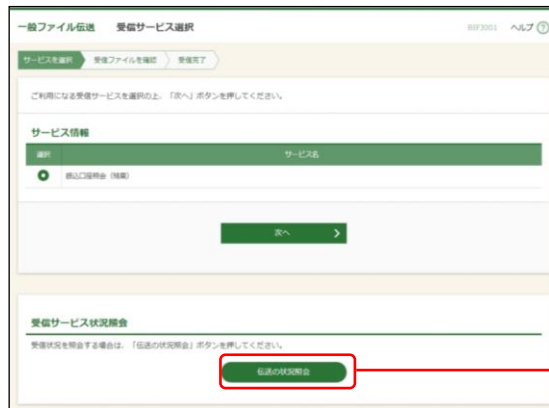 一般ファイル伝送 受信サービス選択
BEFJ001 ヘルプ ?
サービスを選択 受信ファイルを確認 受信完了
ご利用になる受信サービスを選択の上、「次へ」ボタンを押してください。
サービス情報
選択 サービス名
振込口座照会（結果）
次へ
受信サービス状況照会
受信状況を照会する場合は、「伝送の状況照会」ボタンを押してください。
伝送の状況照会